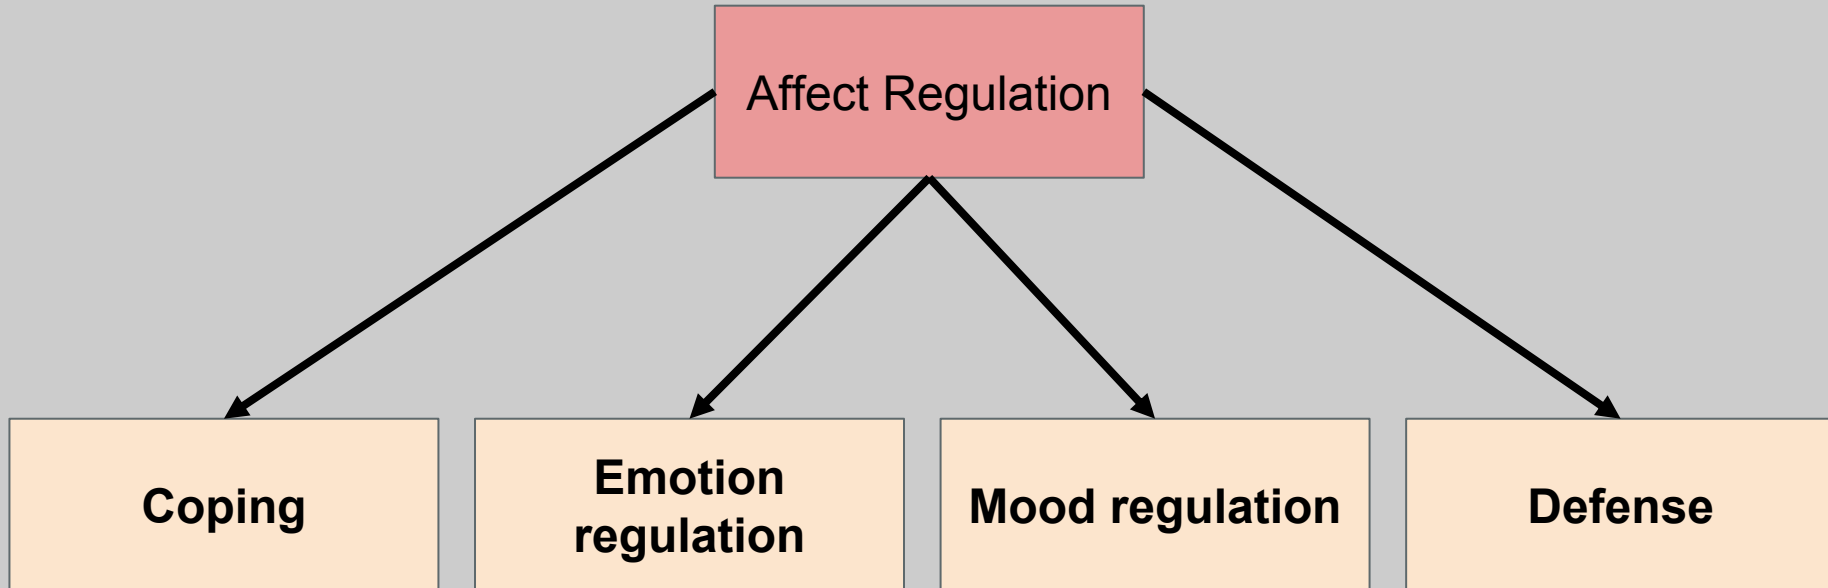 Affect Regulation
Coping
Emotion
regulation
Mood regulation
Defense